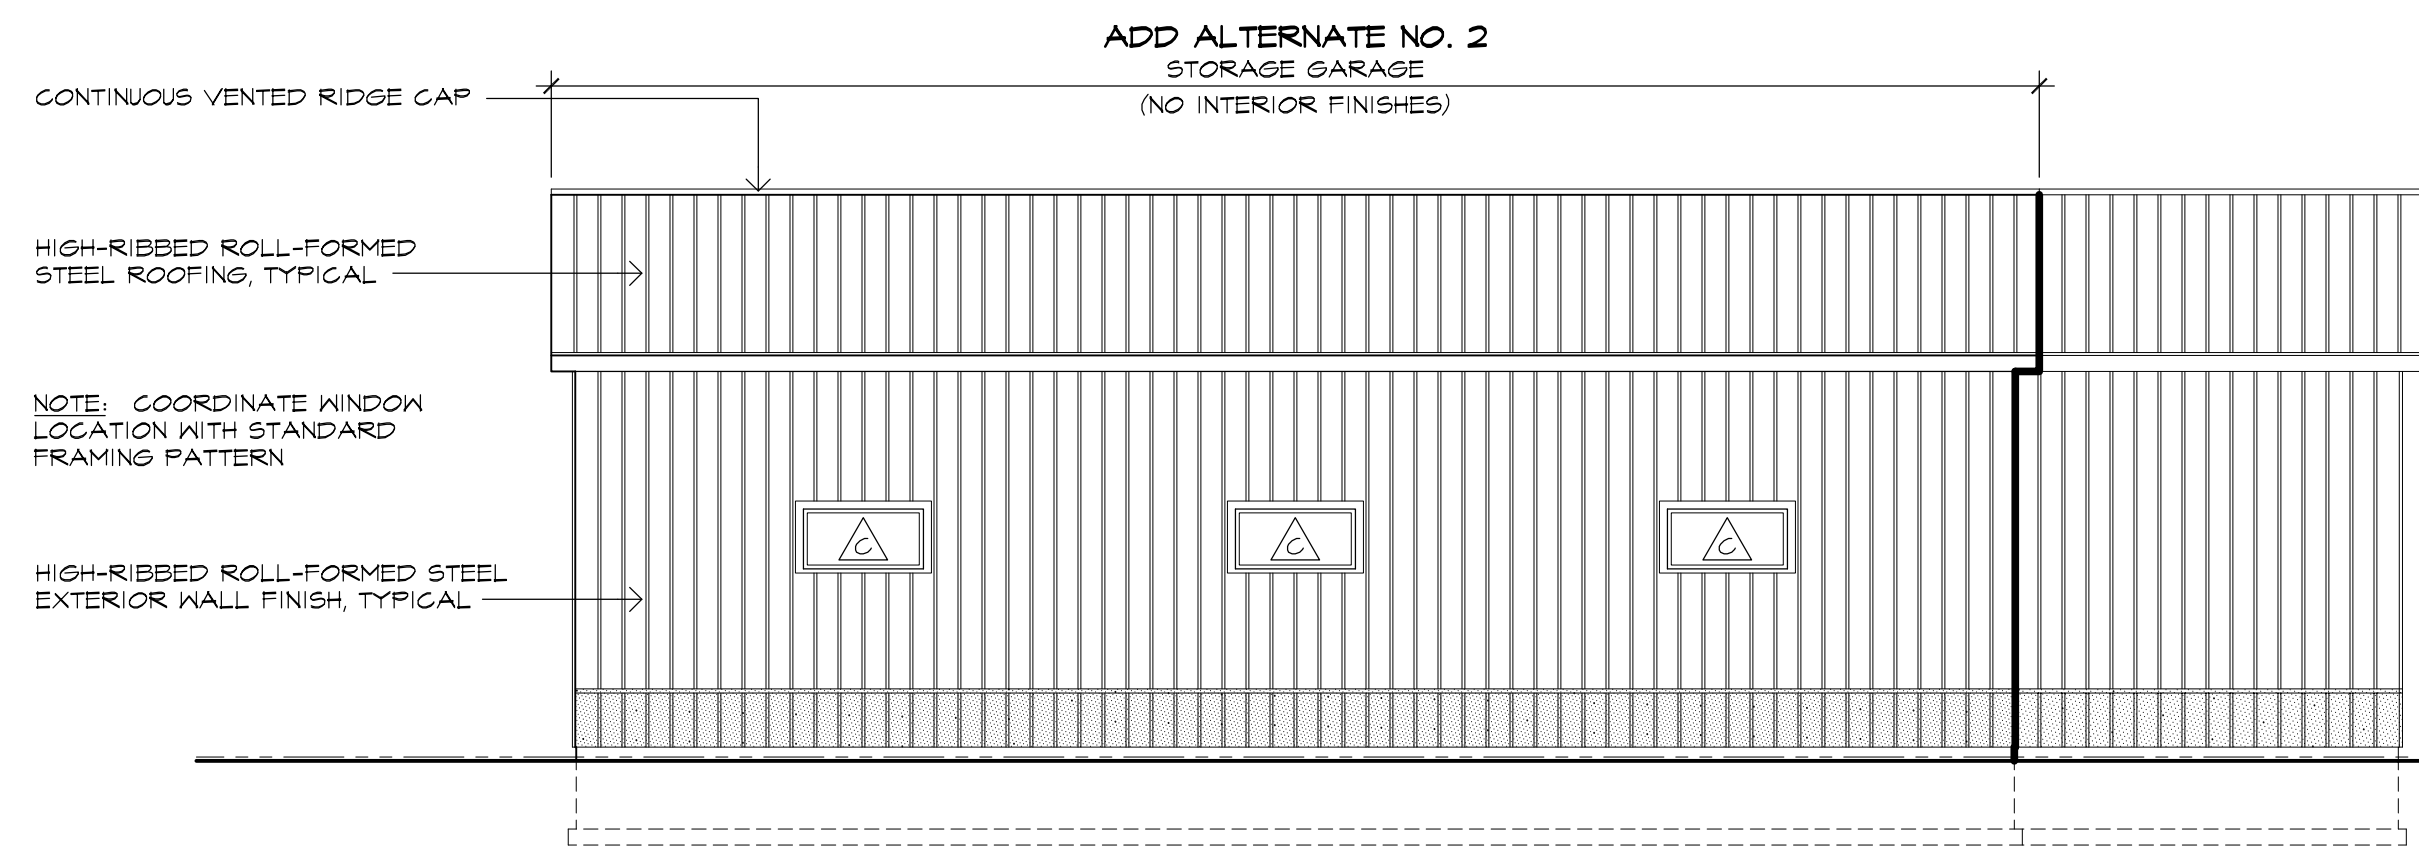 ADD ALTERNATE NO. 2
STORAGE GARAGE
(NO INTERIOR FINISHES)
CONTINUOUS VENTED RIDGE CAP
HIGH-RIBBED ROLL-FORMED
STEEL ROOFING, TYPICAL
NOTE: COORDINATE WINDOW
LOCATION WITH STANDARD
FRAMING PATTERN
C
C
C
HIGH-RIBBED ROLL-FORMED STEEL
EXTERIOR WALL FINISH, TYPICAL